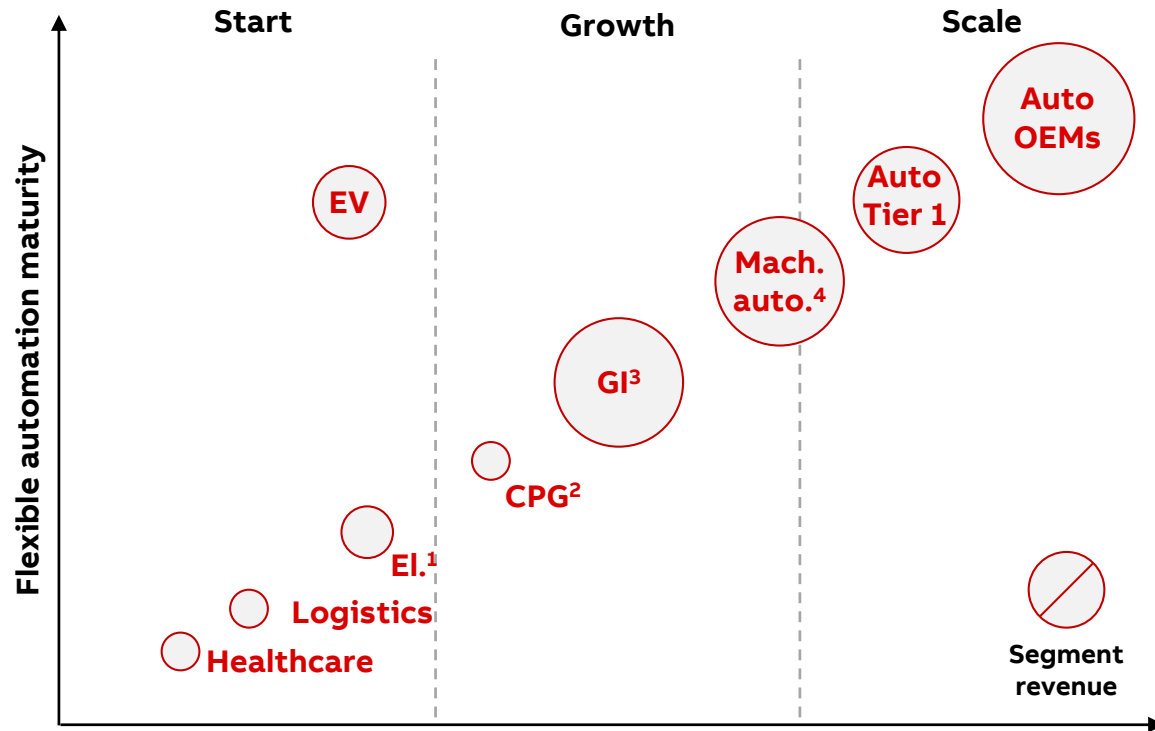 Start
Growth
Scale
Flexible automation maturity
Auto
OEMs
EV
Auto
Tier 1
Mach.
auto.⁴
GI³
CPG²
El.¹
Logistics
Healthcare
Segment
revenue